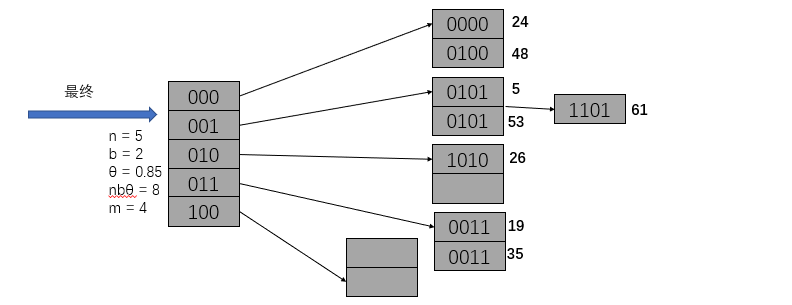 最终
n = 5
b = 2
θ = 0.85
nbθ = 8
m = 4
000
001
010
011
100
0000 24
0100 48
0101 5
0101 53
1101 61
1010 26
0011 19
0011 35